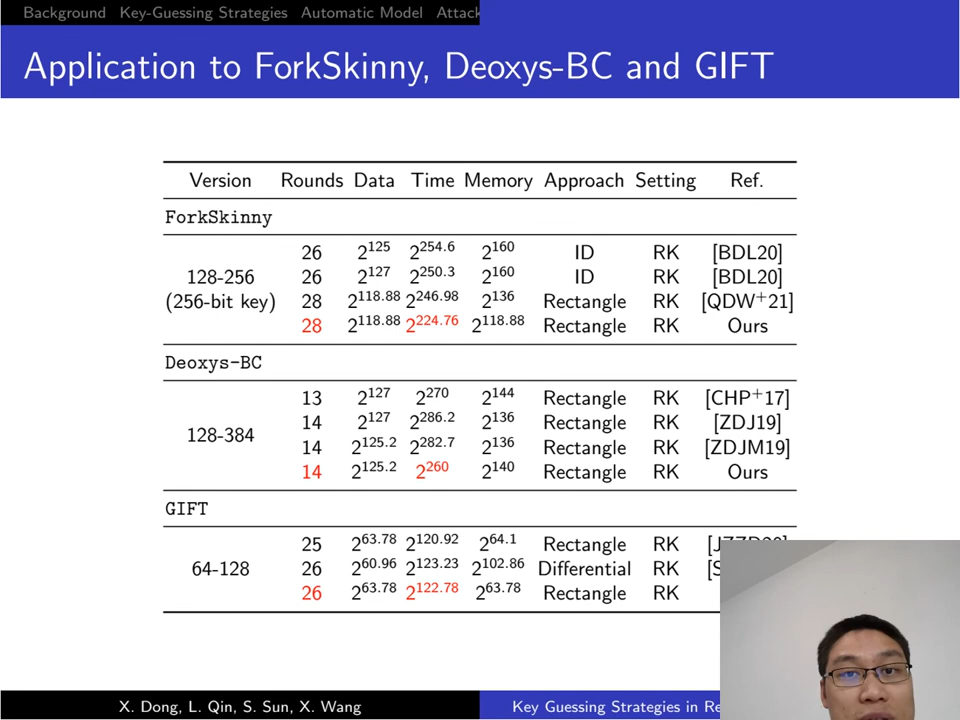 Background Key-Guessing Strategies Automatic Model
Application to ForkSkinny, Deoxys-BC and GIFT
Version Rounds Data Time Memory Approach Setting Ref.
ForkSkinny
26 2^125 2^254.6 2^160 ID RK [BDL20]
128-256 26 2^127 2^250.3 2^160 ID RK [BDL20]
(256-bit key) 28 2^118.88 2^246.98 2^136 Rectangle RK [QDW+21]
28 2^118.88 2^224.76 2^118.88 Rectangle RK Ours
Deoxys-BC
13 2^127 2^270 2^144 Rectangle RK [CHP+17]
14 2^127 2^286.2 2^136 Rectangle RK [ZDJ19]
128-384
14 2^125.2 2^282.7 2^136 Rectangle RK [ZDJM19]
14 2^125.2 2^260 2^140 Rectangle RK Ours
GIFT
25 2^63.78 2^120.92 2^64.1 Rectangle RK
64-128 26 2^60.96 2^123.23 2^102.86 Differential RK
26 2^63.78 2^122.78 2^63.78 Rectangle RK
X. Dong, L. Qin, S. Sun, X. Wang
Key Guessing Strategies in